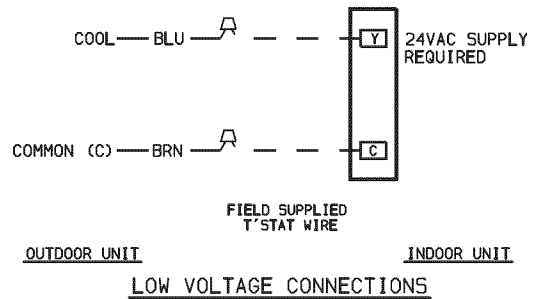 COOL BLU Y 24VAC SUPPLY
REQUIRED
COMMON (C) BRN C
FIELD SUPPLIED
T'STAT WIRE
OUTDOOR UNIT INDOOR UNIT
LOW VOLTAGE CONNECTIONS